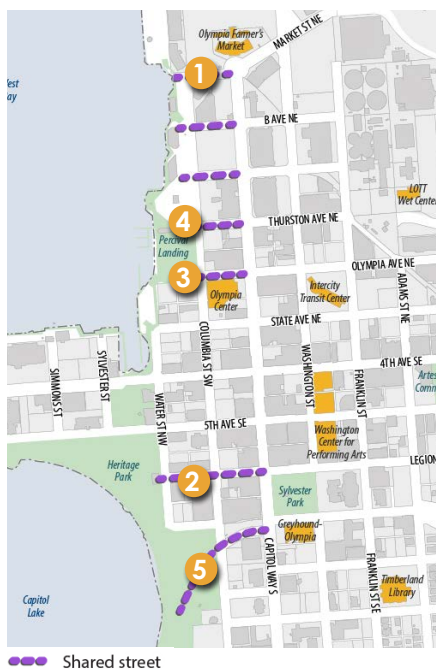 Olympia Farmer's
Market
MARKET ST NE
1
B AVE NE
LOTT
Wet Center
4
THURSTON AVE NE
Percival
Landing
3
OLYMPIA AVE NE
Olympia
Center
Intercity
Transit Center
ADAMS ST NE
STATE AVE NE
SIMMONS ST
SYLVESTER ST
COLUMBIA ST SW
WASHINGTON ST
4TH AVE SE
FRANKLIN ST
Artes
Comm
WATER ST NW
5TH AVE SE
Washington
Center for
Performing Arts
Heritage
Park
2
LEGION
Sylvester
Park
Greyhound-
Olympia
CAPITOL WAY S
5
FRANKLIN ST SE
Timberland
Library
Capitol
Lake
Shared street